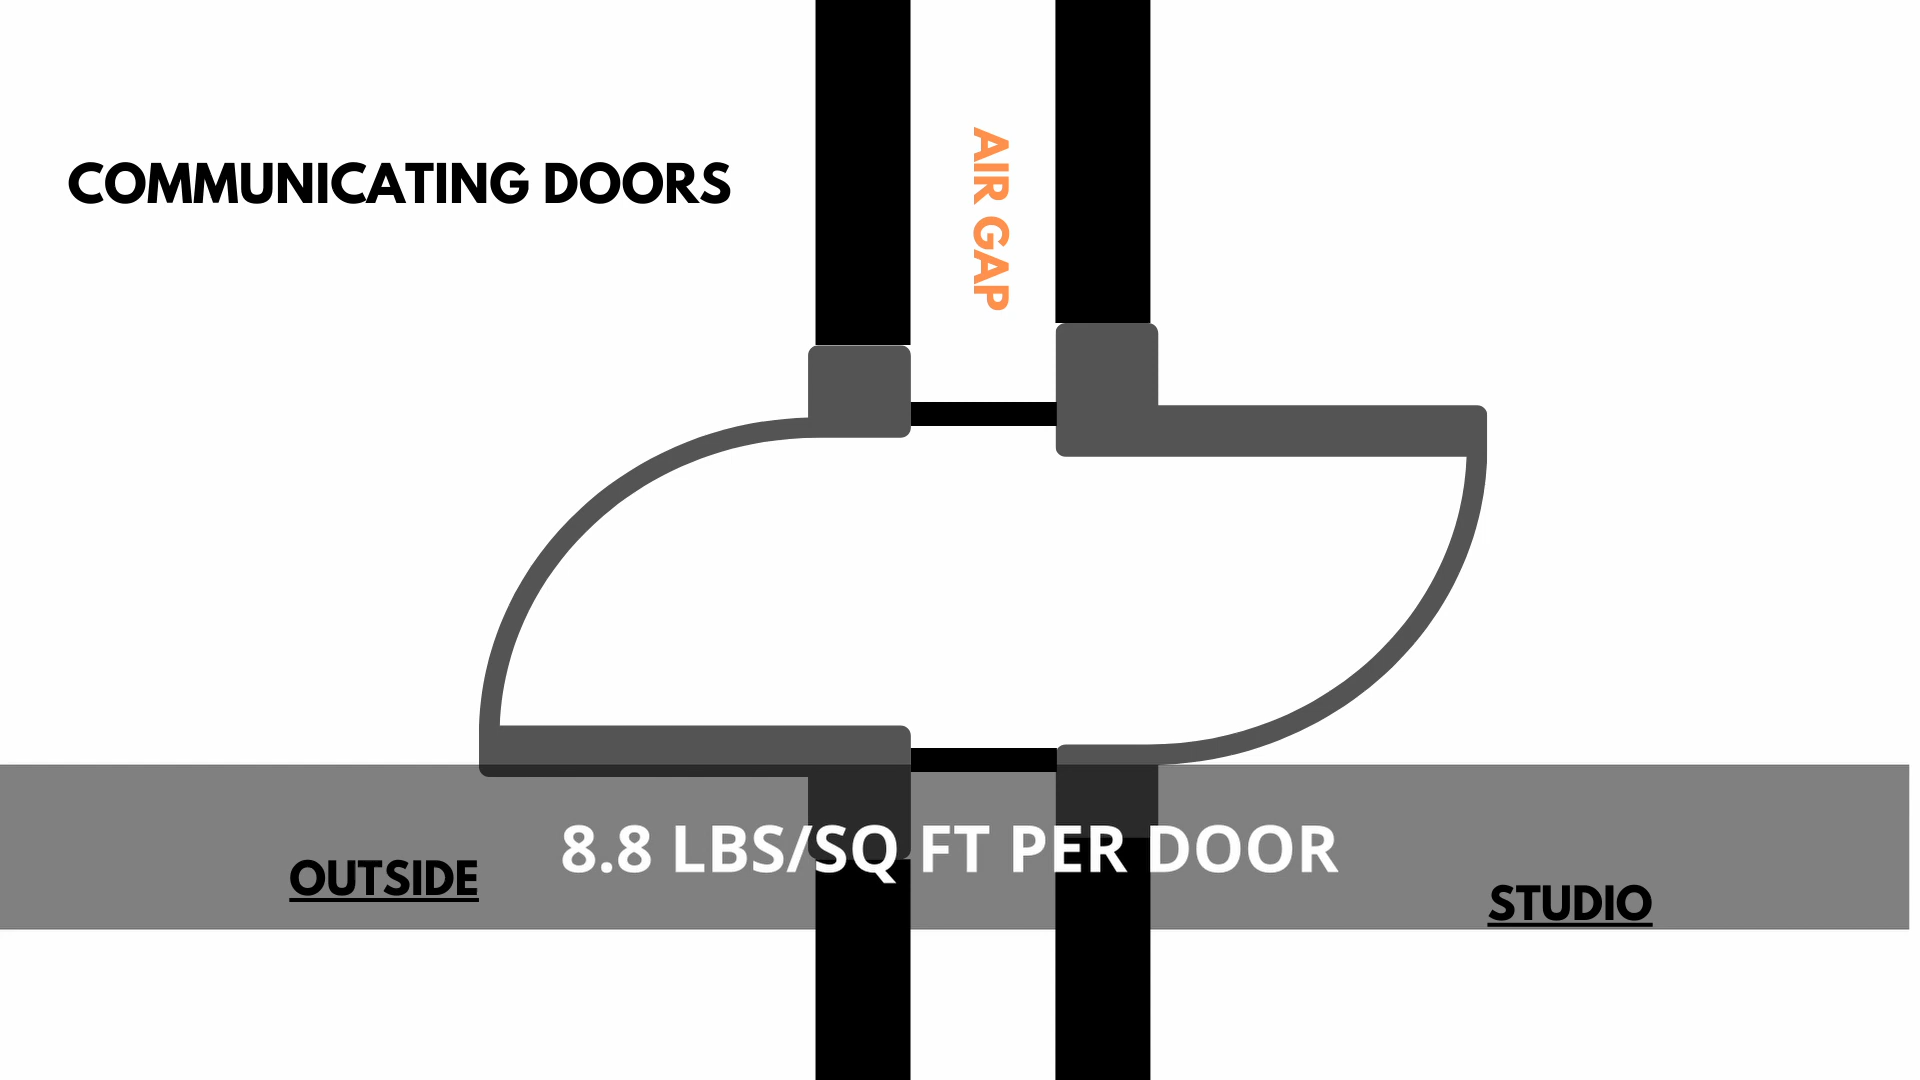 COMMUNICATING DOORS
AIR GAP
8.8 LBS/SQ FT PER DOOR
OUTSIDE
STUDIO